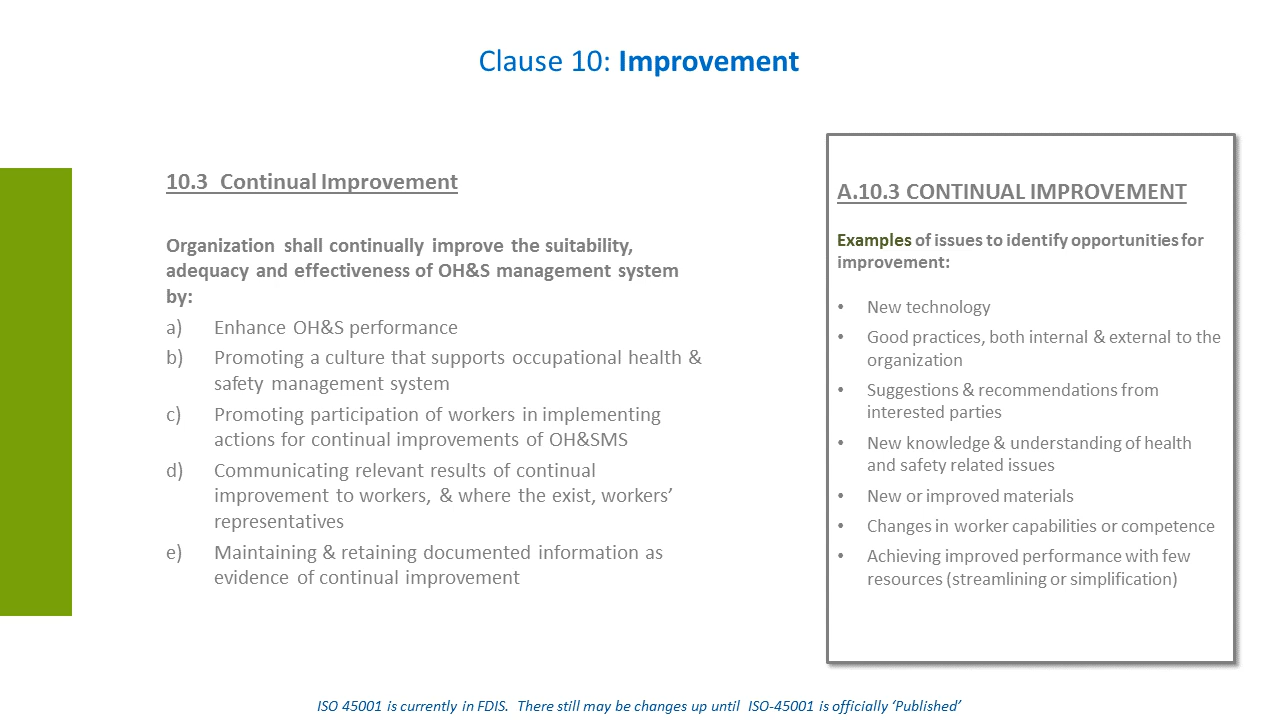 Clause 10: Improvement
10.3 Continual Improvement
Organization shall continually improve the suitability,
adequacy and effectiveness of OH&S management system
by:
a) Enhance OH&S performance
b) Promoting a culture that supports occupational health &
safety management system
c) Promoting participation of workers in implementing
actions for continual improvements of OH&SMS
d) Communicating relevant results of continual
improvement to workers, & where the exist, workers’
representatives
e) Maintaining & retaining documented information as
evidence of continual improvement
A.10.3 CONTINUAL IMPROVEMENT
Examples of issues to identify opportunities for
improvement:
• New technology
• Good practices, both internal & external to the
organization
• Suggestions & recommendations from
interested parties
• New knowledge & understanding of health
and safety related issues
• New or improved materials
• Changes in worker capabilities or competence
• Achieving improved performance with few
resources (streamlining or simplification)
ISO 45001 is currently in FDIS. There still may be changes up until ISO-45001 is officially ‘Published’